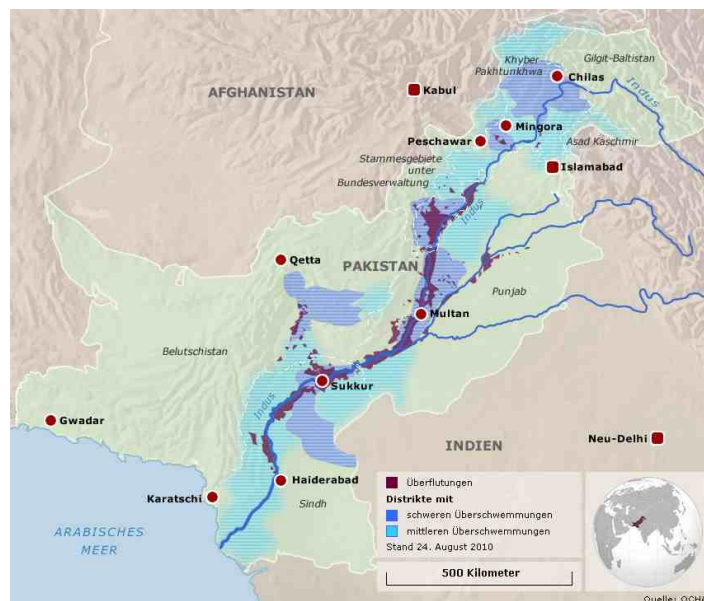 Khyber
Pakhtunkhwa
Gilgit-Baltistan
Chilas
Indus
AFGHANISTAN
Kabul
Mingora
Peschawar
Asad Kaschmir
Stammesgebiete
unter
Bundesverwaltung
Islamabad
Indus
Qetta
PAKISTAN
Punjab
Multan
Belutschistan
Sukkur
Indus
Gwadar
INDIEN
Neu-Delhi
Haiderabad
Karatschi
Sindh
ARABISCHES
MEER
Überflutungen
Distrikte mit
schweren Überschwemmungen
mittleren Überschwemmungen
Stand 24. August 2010
500 Kilometer
Quelle: OCHA